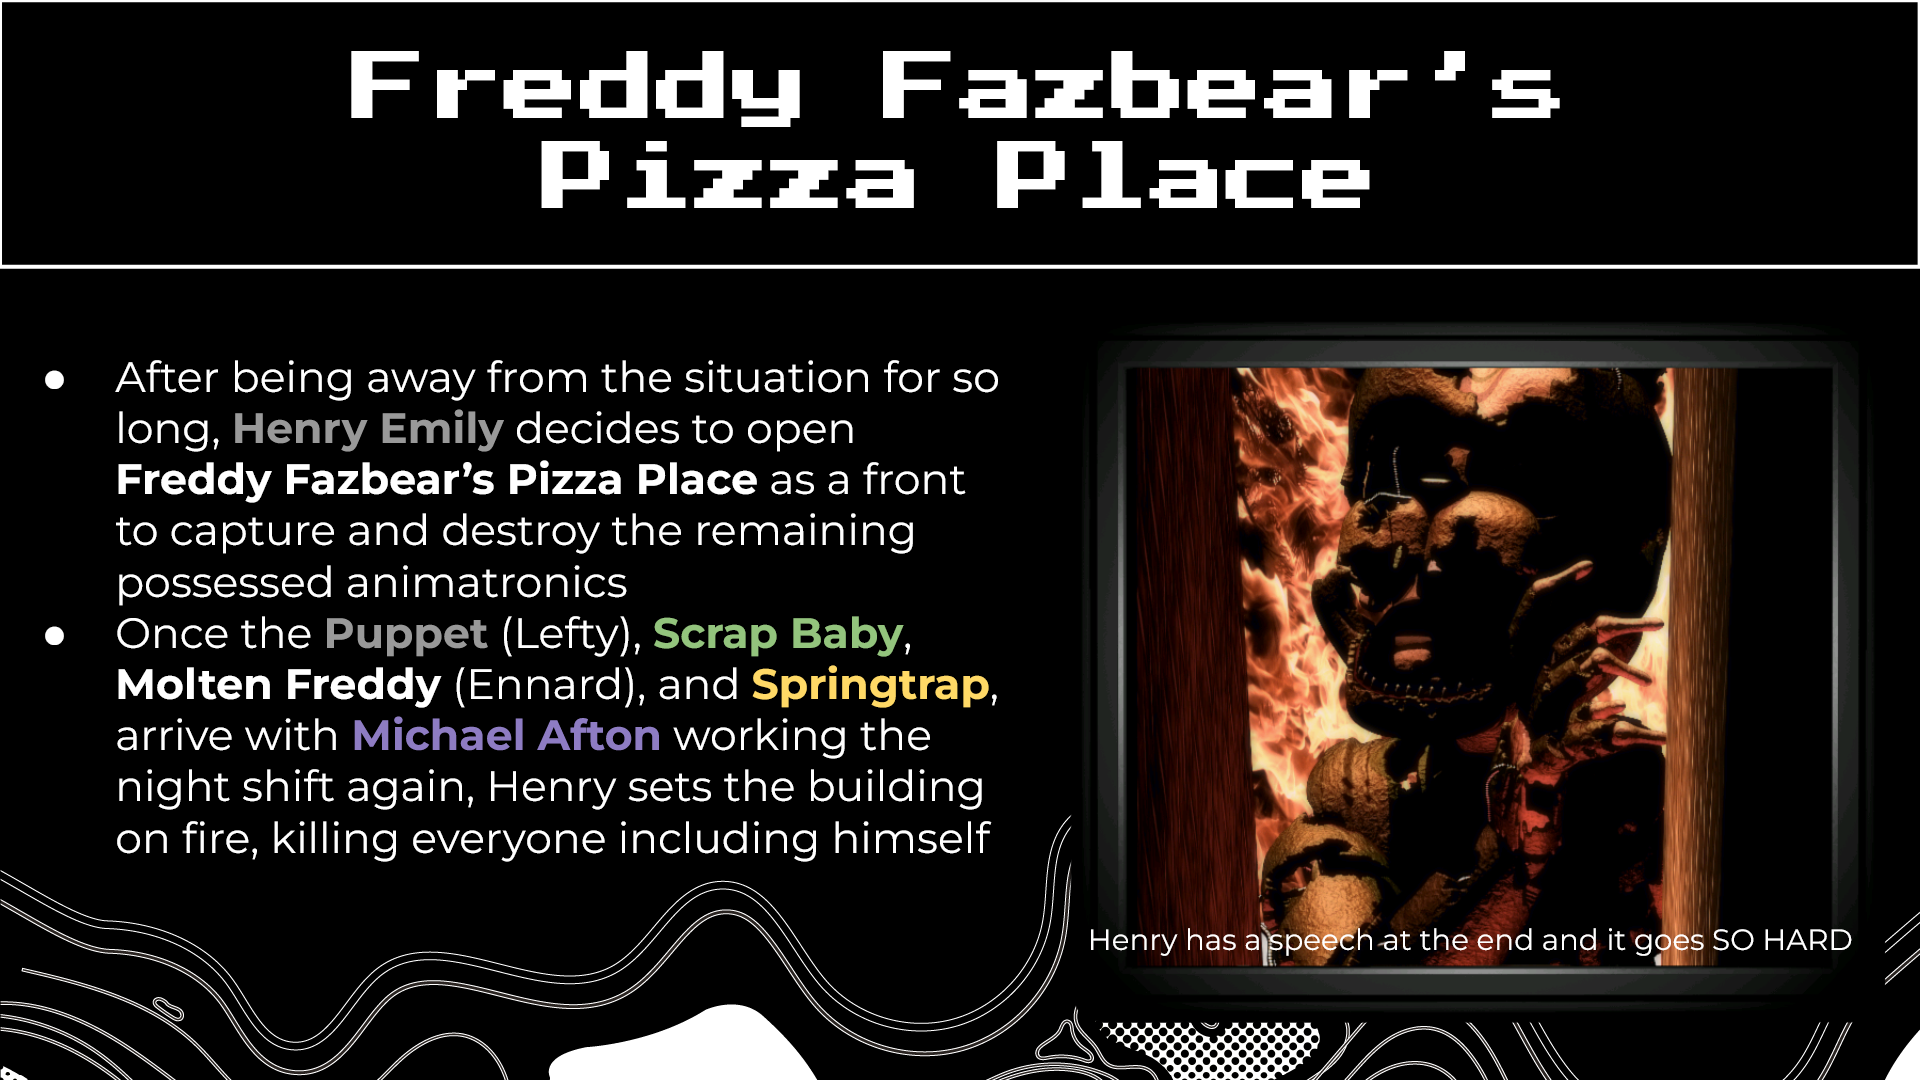 Freddy Fazbear’s
Pizza Place
● After being away from the situation for so
long, Henry Emily decides to open
Freddy Fazbear’s Pizza Place as a front
to capture and destroy the remaining
possessed animatronics
● Once the Puppet (Lefty), Scrap Baby,
Molten Freddy (Ennard), and Springtrap,
arrive with Michael Afton working the
night shift again, Henry sets the building
on fire, killing everyone including himself
Henry has a speech at the end and it goes SO HARD